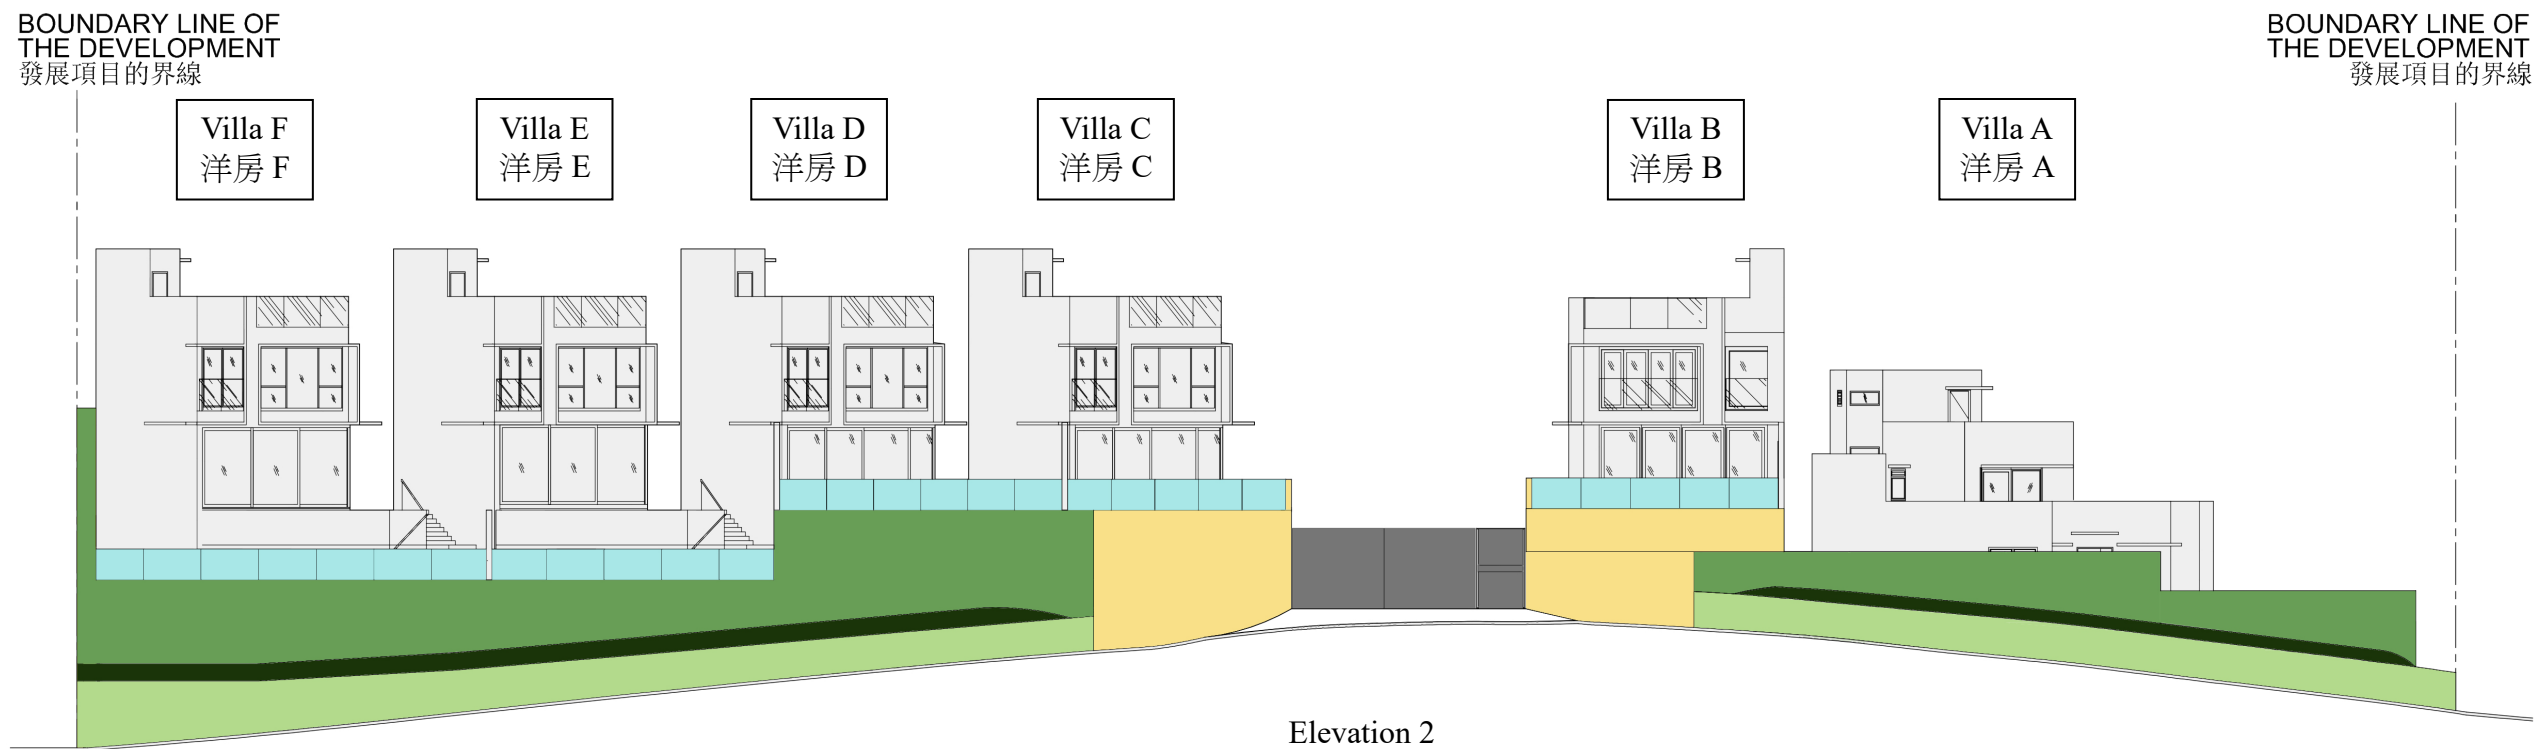 BOUNDARY LINE OF
THE DEVELOPMENT
發展項目的界線
BOUNDARY LINE OF
THE DEVELOPMENT
發展項目的界線
Villa F
洋房 F
Villa E
洋房 E
Villa D
洋房 D
Villa C
洋房 C
Villa B
洋房 B
Villa A
洋房 A
Elevation 2